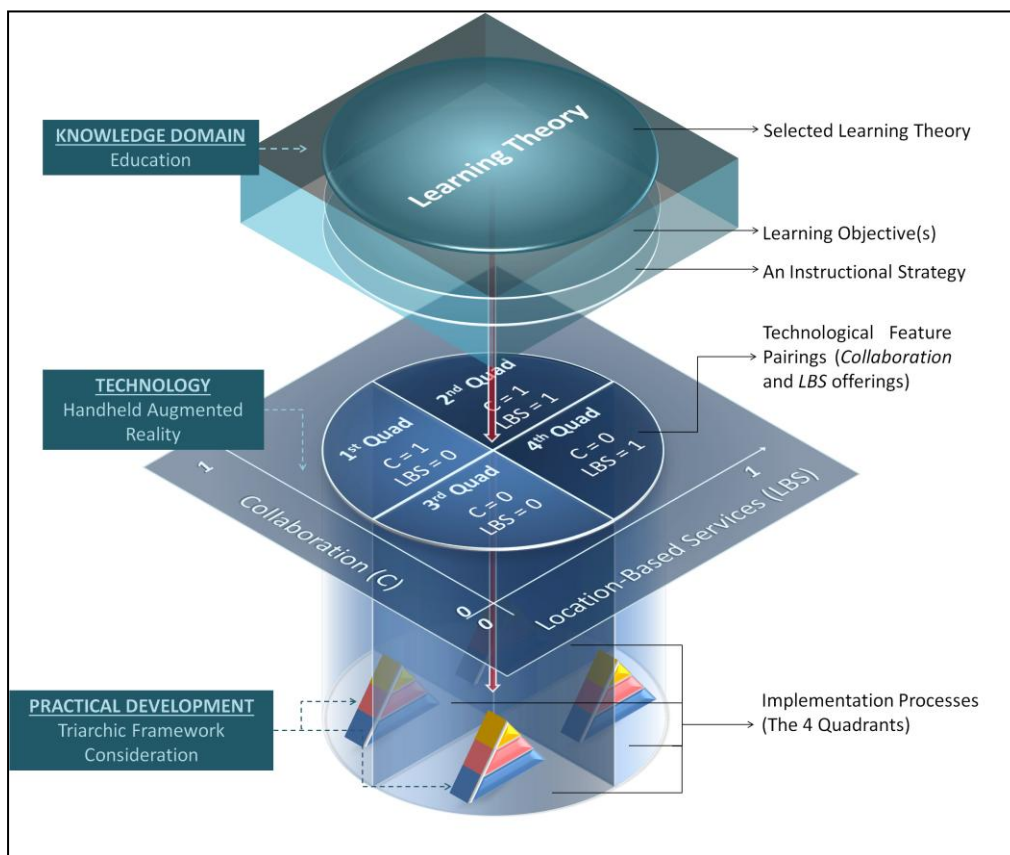 KNOWLEDGE DOMAIN
Education
Learning Theory
Selected Learning Theory
Learning Objective(s)
An Instructional Strategy
TECHNOLOGY
Handheld Augmented
Reality
Technological Feature
Pairings (Collaboration
and LBS offerings)
2nd Quad
C = 1
LBS = 1
1st Quad
C = 1
LBS = 0
4th Quad
C = 0
LBS = 1
3rd Quad
C = 0
LBS = 0
1
Collaboration (C)
0
0
Location-Based Services (LBS)
1
PRACTICAL DEVELOPMENT
Triarchic Framework
Consideration
Implementation Processes
(The 4 Quadrants)